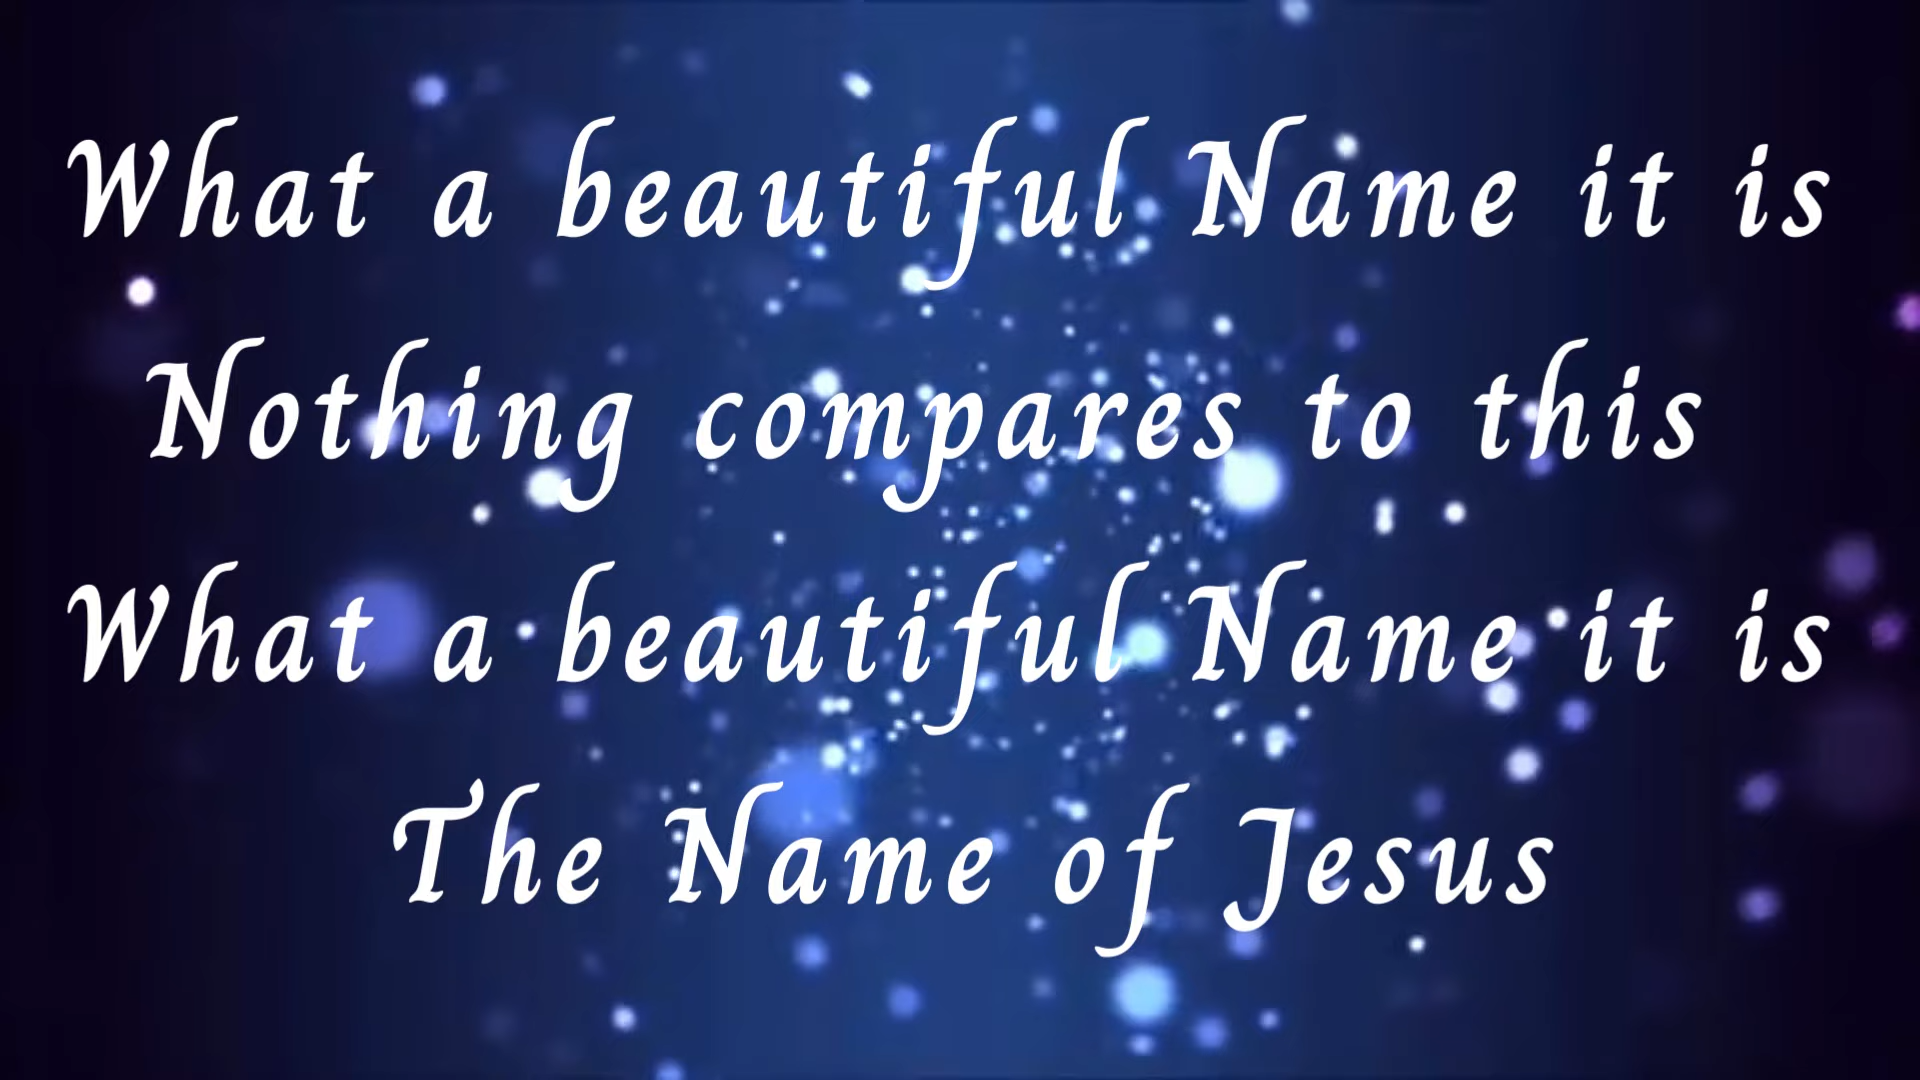 What a beautiful Name it is
Nothing compares to this
What a beautiful Name it is
The Name of Jesus